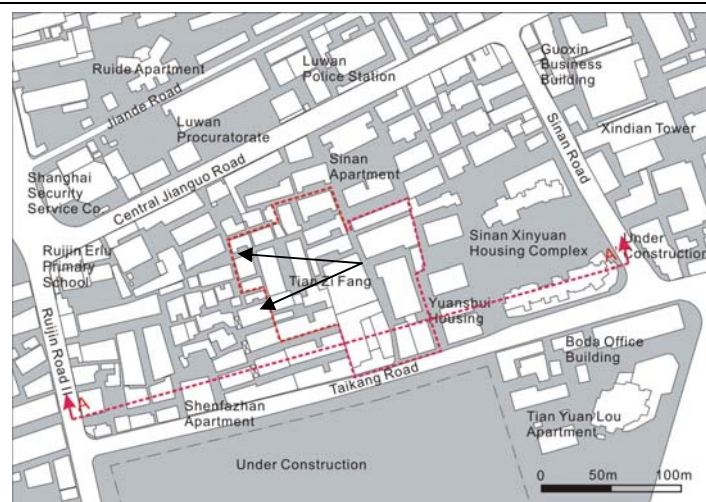 Ruide Apartment
Luwan
Police Station
Guoxin
Business
Building
Jiande Road
Luwan
Procuratorate
Sinan Road
Xindian Tower
Central Jianguo Road
Sinan
Apartment
Shanghai
Security
Service Co.
Ruijin Erlu
Primary
School
Sinan Xinyuan
Housing Complex
Under
Construction
A'
Tian Zi Fang
Yuanshui
Housing
Ruijin Road II
Boda Office
Building
A
Taikang Road
Shenfazhan
Apartment
Tian Yuan Lou
Apartment
Under Construction
0 50m 100m